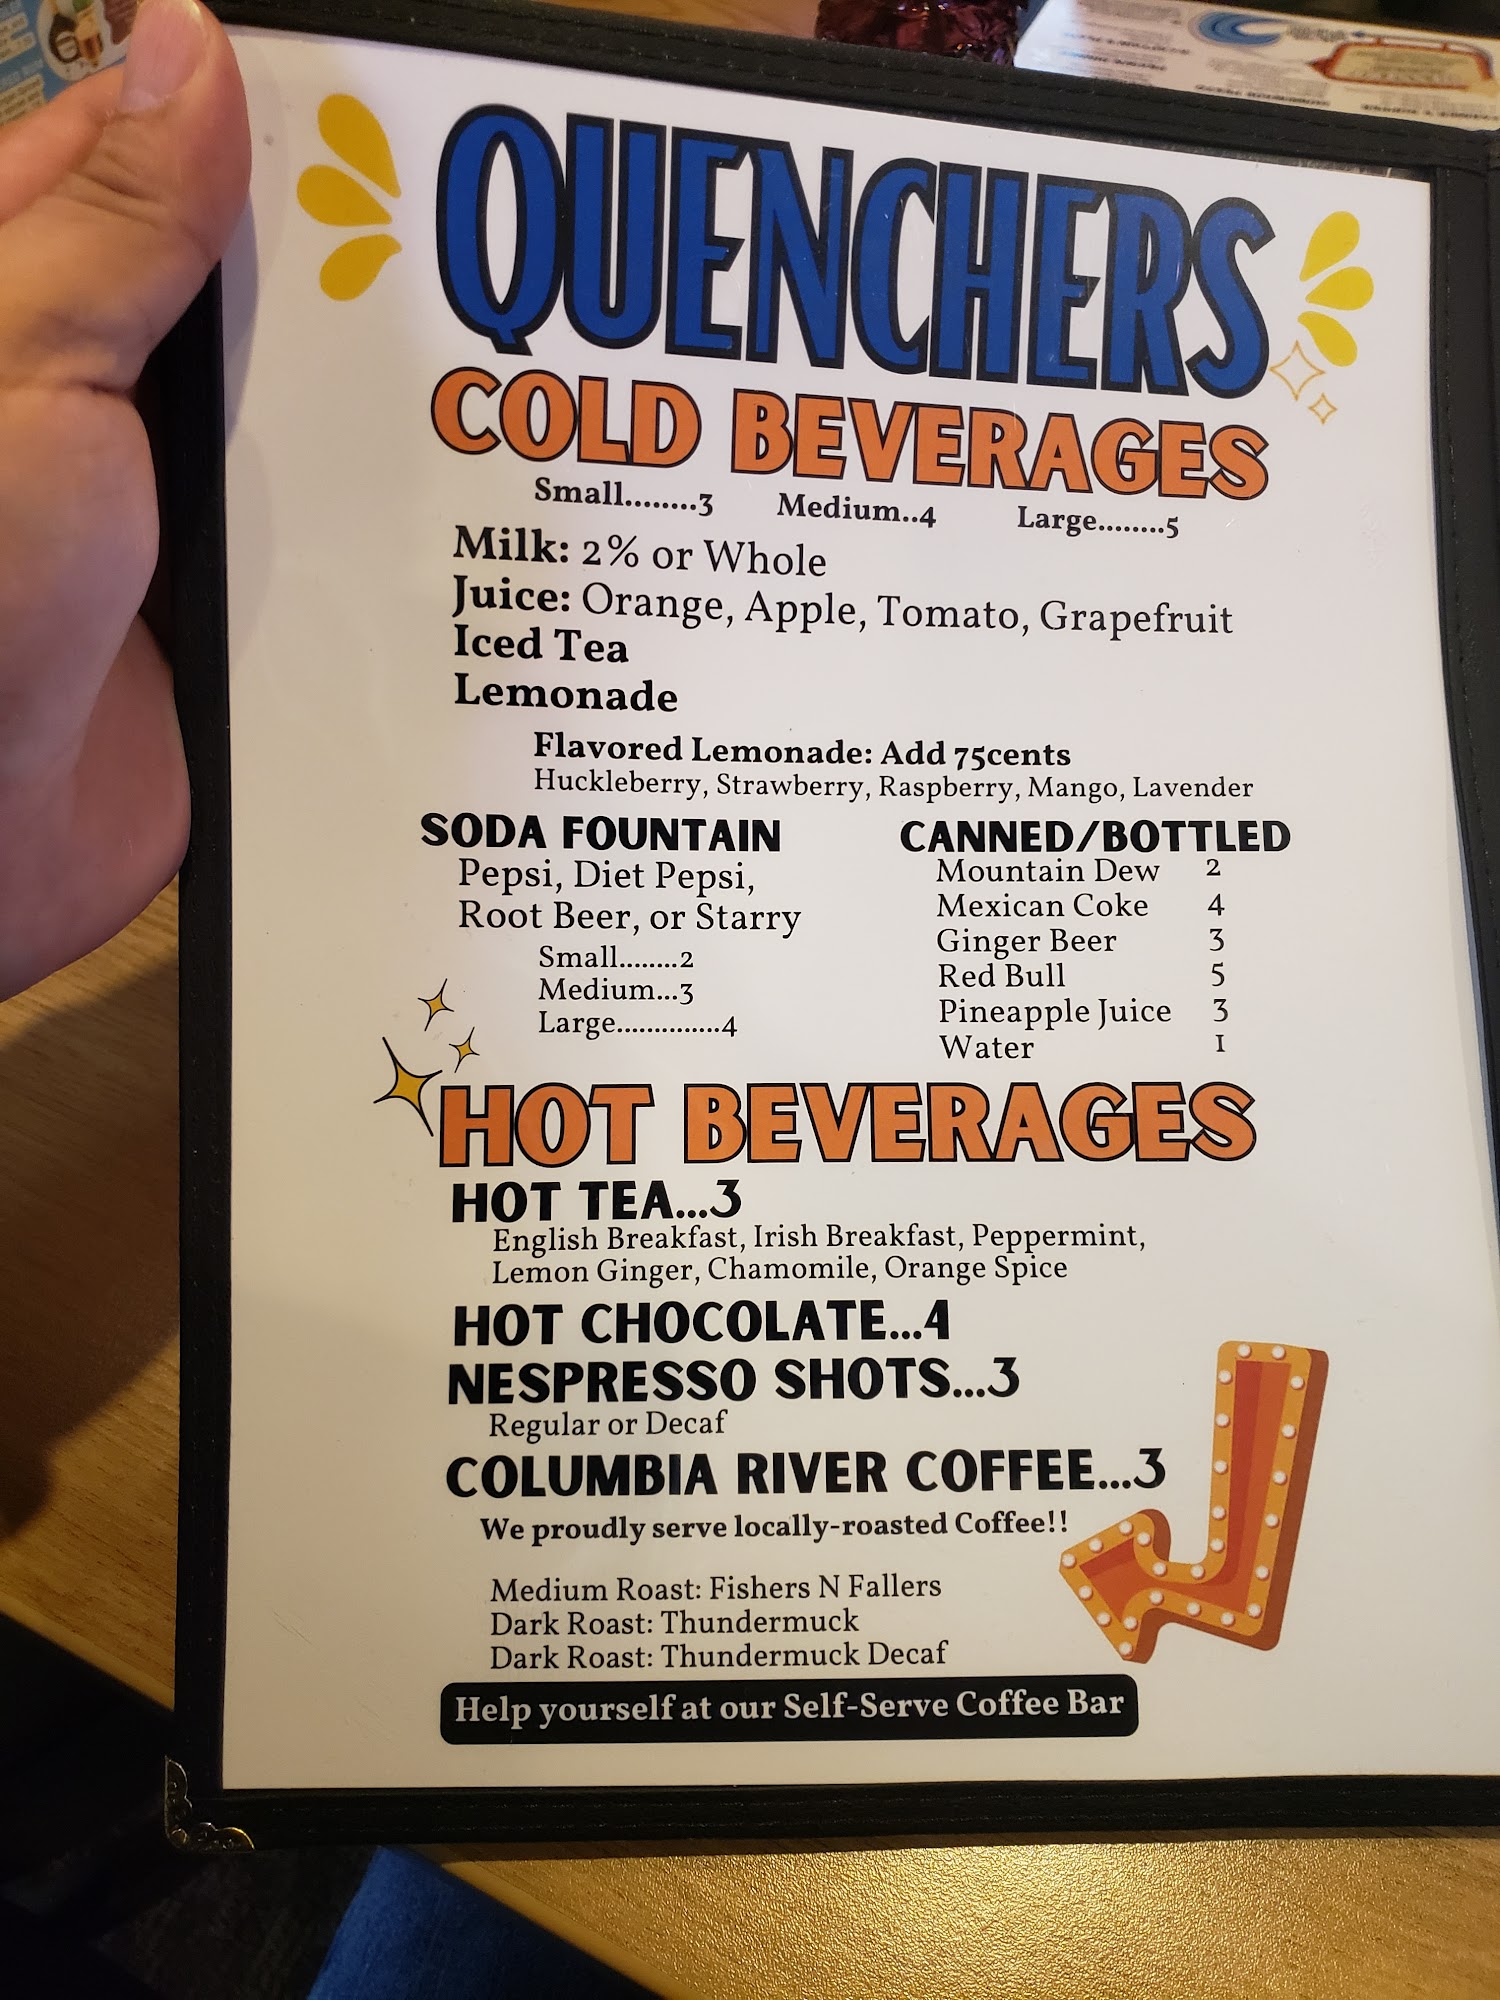 QUENCHERS
COLD BEVERAGES
Small........3 Medium..4 Large........5
Milk: 2% or Whole
Juice: Orange, Apple, Tomato, Grapefruit
Iced Tea
Lemonade
Flavored Lemonade: Add 75cents
Huckleberry, Strawberry, Raspberry, Mango, Lavender
SODA FOUNTAIN
Pepsi, Diet Pepsi,
Root Beer, or Starry
Small........2
Medium...3
Large..............4
CANNED/BOTTLED
Mountain Dew 2
Mexican Coke 4
Ginger Beer 3
Red Bull 5
Pineapple Juice 3
Water 1
HOT BEVERAGES
HOT TEA...3
English Breakfast, Irish Breakfast, Peppermint,
Lemon Ginger, Chamomile, Orange Spice
HOT CHOCOLATE...4
NESPRESSO SHOTS...3
Regular or Decaf
COLUMBIA RIVER COFFEE...3
We proudly serve locally-roasted Coffee!!
Medium Roast: Fishers N Fallers
Dark Roast: Thundermuck
Dark Roast: Thundermuck Decaf
Help yourself at our Self-Serve Coffee Bar